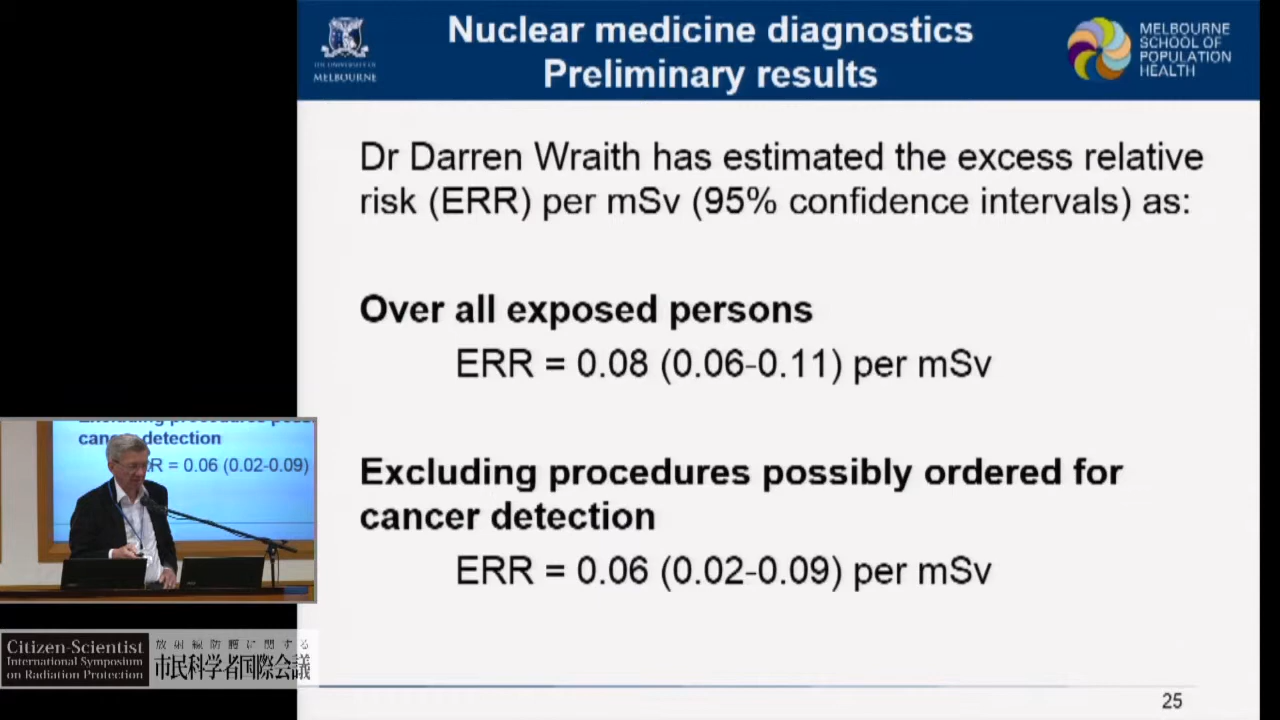 Nuclear medicine diagnostics
Preliminary results
THE UNIVERSITY OF
MELBOURNE
MELBOURNE
SCHOOL OF
POPULATION
HEALTH
Dr Darren Wraith has estimated the excess relative
risk (ERR) per mSv (95% confidence intervals) as:
Over all exposed persons
ERR = 0.08 (0.06-0.11) per mSv
Excluding procedures possibly ordered for
cancer detection
ERR = 0.06 (0.02-0.09) per mSv
25
cancer detection
R = 0.06 (0.02-0.09)
Citizen-Scientist
International Symposium
on Radiation Protection
放射線防護に関する
市民科学者国際会議